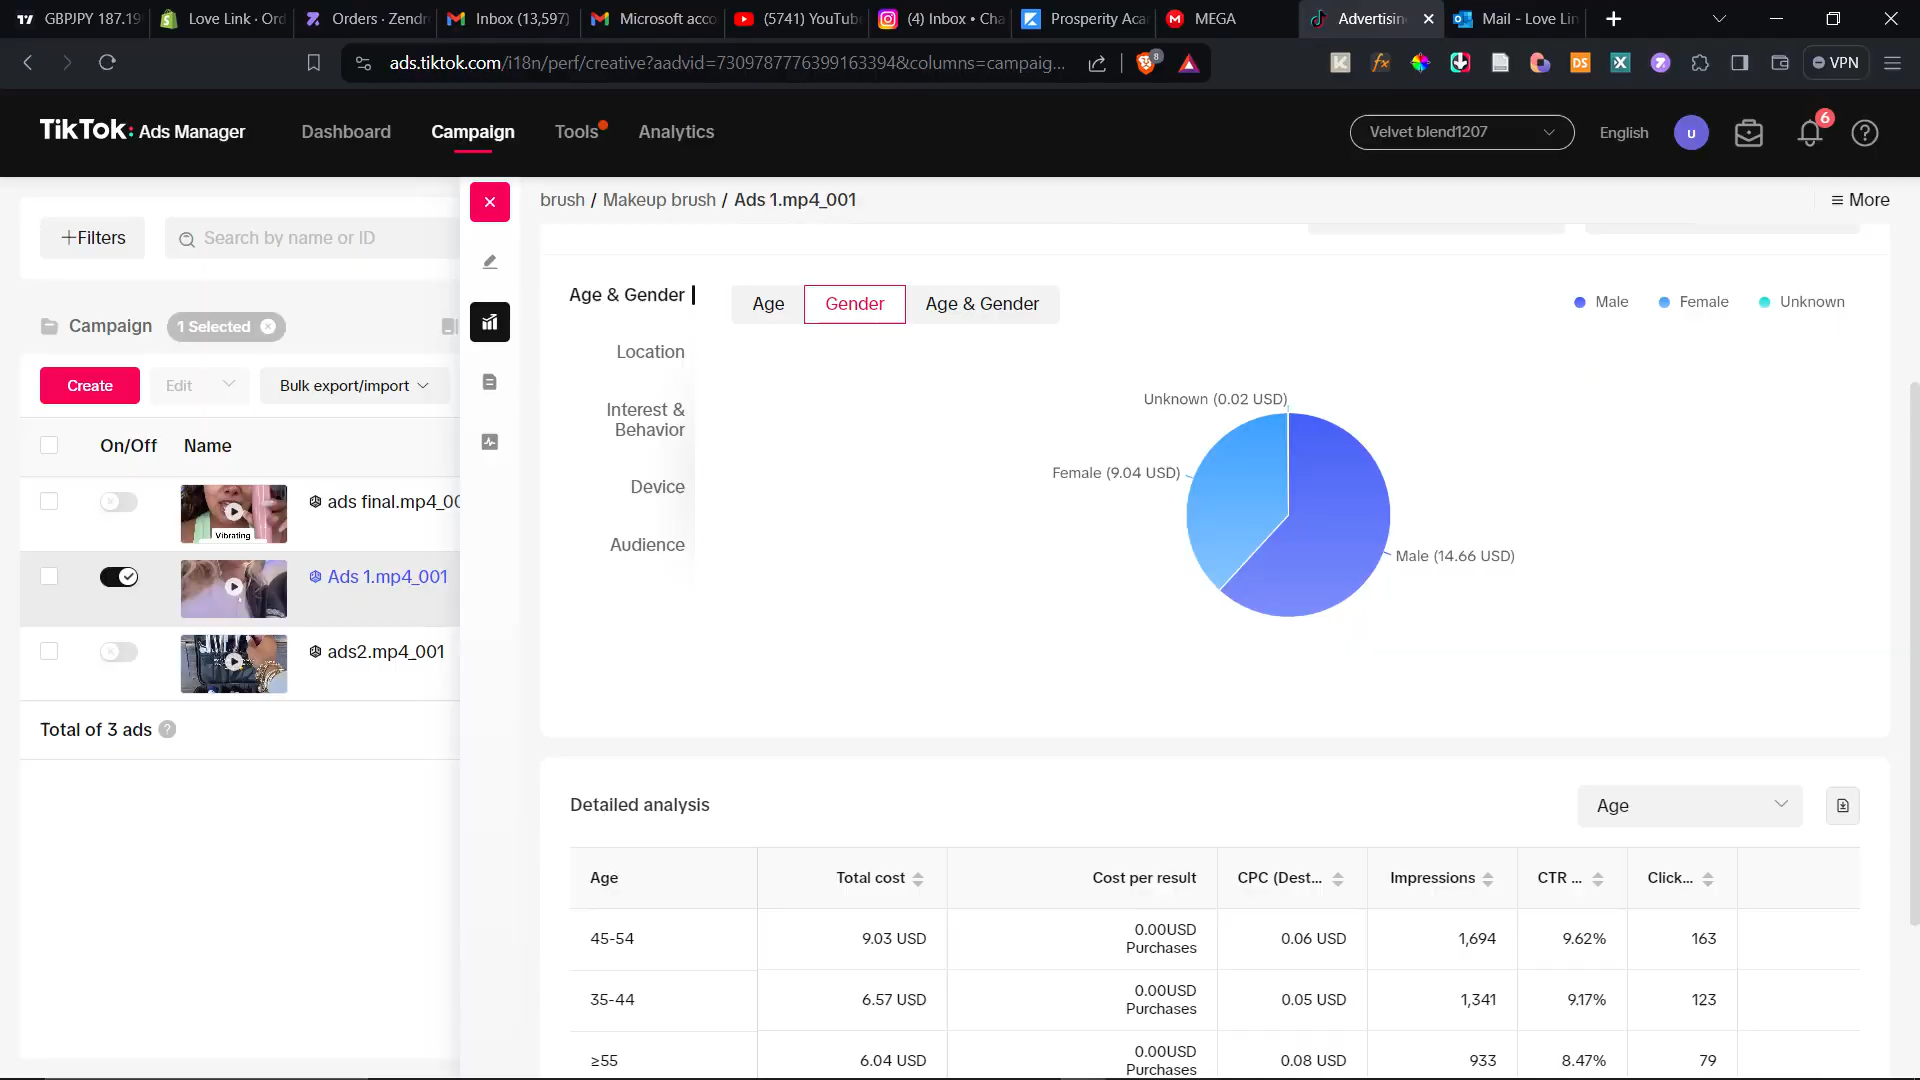 GBPJPY 187.19
Love Link · Ord
Orders · Zendr
Inbox (13,597)
Microsoft acco
(5741) YouTub
(4) Inbox • Cha
Prosperity Aca
MEGA
Advertisin
Mail - Love Lin
ads.tiktok.com/i18n/perf/creative?aadvid=7309787776399163394&columns=campaig...
8
DS
VPN
TikTok: Ads Manager
Dashboard
Campaign
Tools
Analytics
Velvet blend1207
English
U
6
brush / Makeup brush / Ads 1.mp4_001
More
+Filters
Search by name or ID
Age & Gender
Age
Gender
Age & Gender
Male
Female
Unknown
Campaign
1 Selected
Location
Create
Edit
Bulk export/import
Interest &
Behavior
Unknown (0.02 USD)
On/Off
Name
Female (9.04 USD)
Device
ads final.mp4_00
Vibrating
Audience
Male (14.66 USD)
Ads 1.mp4_001
ads2.mp4_001
Total of 3 ads
Detailed analysis
Age
Age
Total cost
Cost per result
CPC (Dest...
Impressions
CTR ...
Click...
45-54
9.03 USD
0.00USD
Purchases
0.06 USD
1,694
9.62%
163
35-44
6.57 USD
0.00USD
Purchases
0.05 USD
1,341
9.17%
123
≥55
6.04 USD
0.00USD
Purchases
0.08 USD
933
8.47%
79